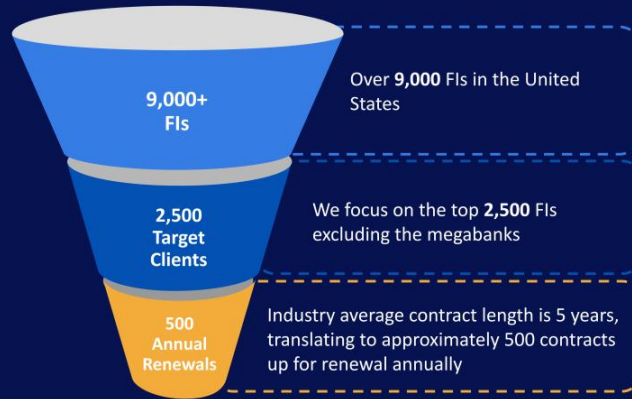 9,000+
FIs
Over 9,000 FIs in the United
States
2,500
Target
Clients
We focus on the top 2,500 FIs
excluding the megabanks
500
Annual
Renewals
Industry average contract length is 5 years,
translating to approximately 500 contracts
up for renewal annually